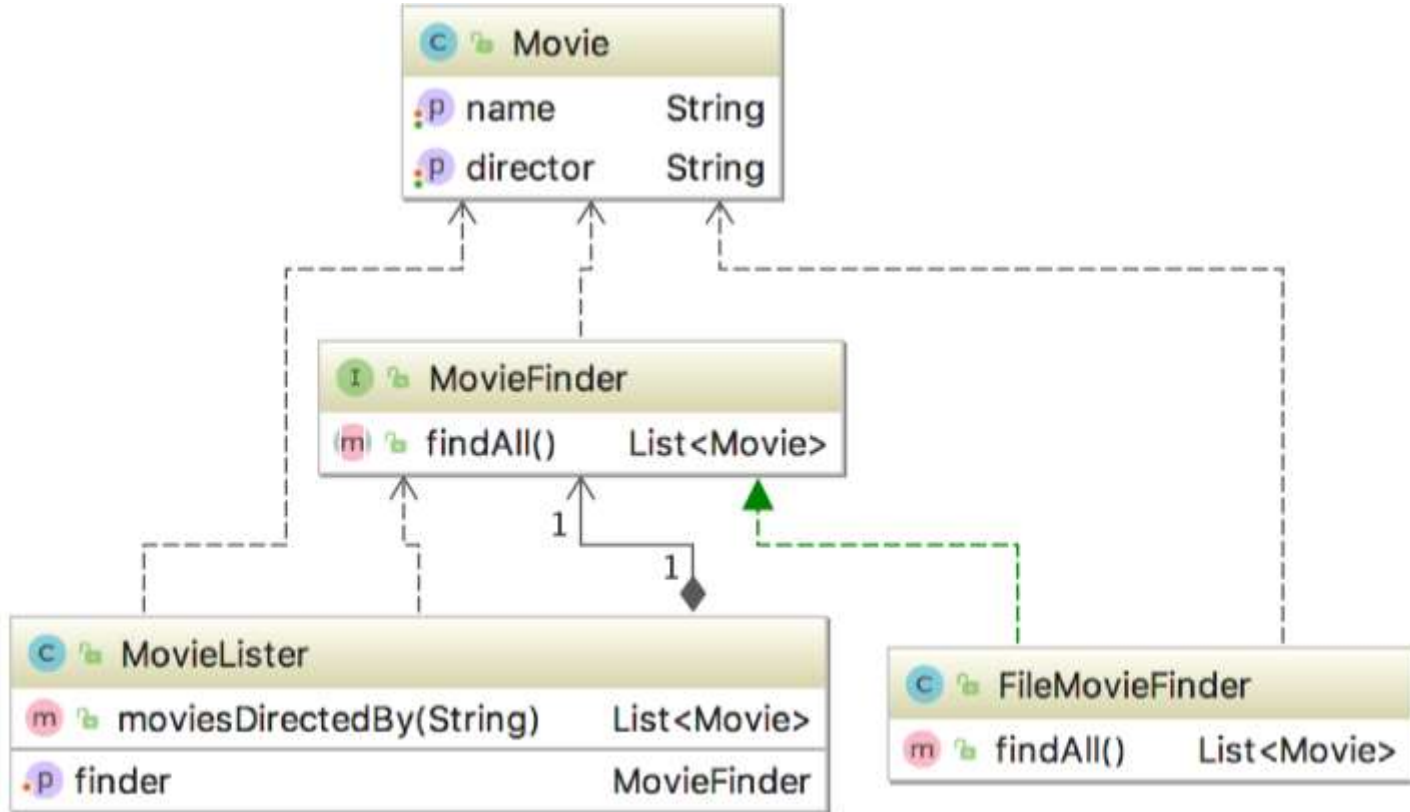 C Movie
p name String
p director String
I MovieFinder
m findAll() List<Movie>
1
1
C MovieLister
m moviesDirectedBy(String) List<Movie>
p finder MovieFinder
C FileMovieFinder
m findAll() List<Movie>